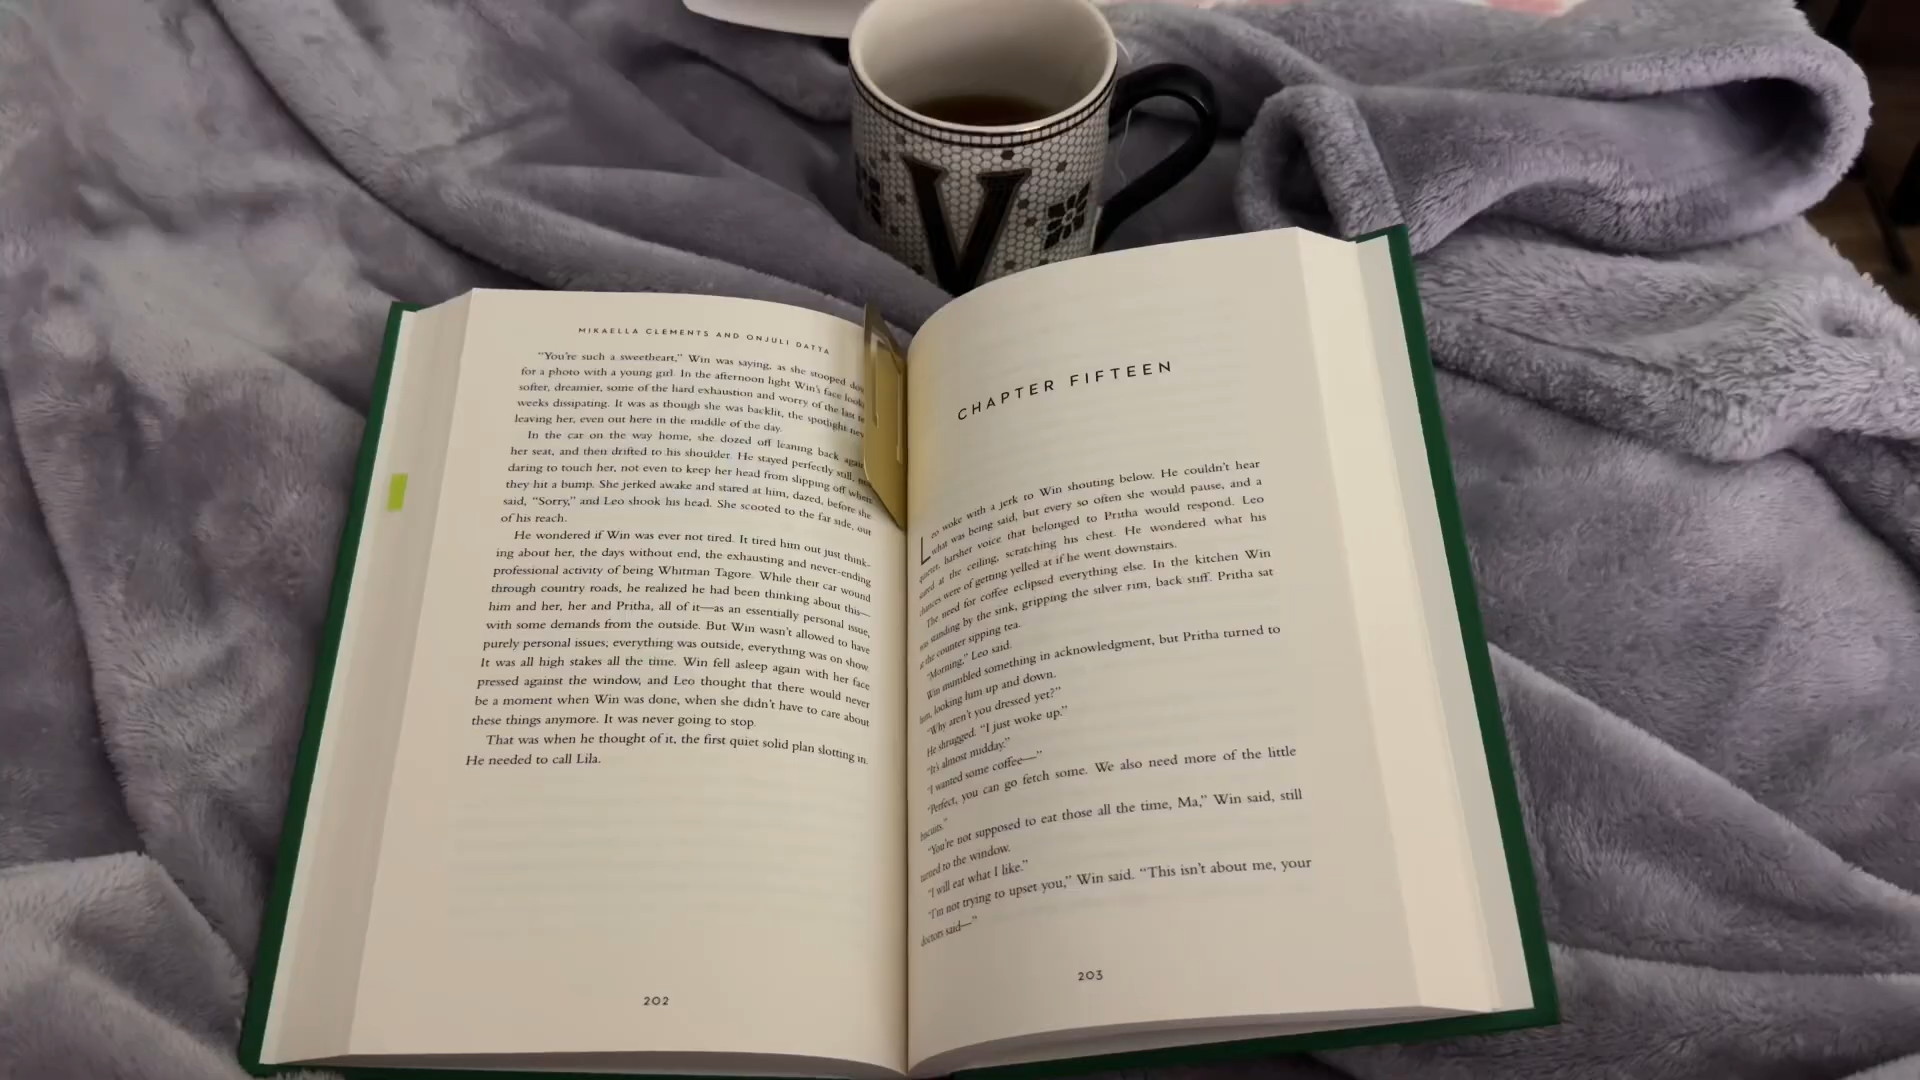 V
MIKAELLA CLEMENTS AND ONJULI DATTA
"You're such a sweetheart," Win was saying, as she stooped
for a photo with a young girl. In the afternoon light Win's face
softer, dreamier, some of the hard exhaustion and worry of the last
weeks dissipating. It was as though she was backlit, the spotlight
leaving her, even out here in the middle of the day.
In the car on the way home, she dozed off leaning back
her seat, and then drifted to his shoulder. He stayed perfectly still,
daring to touch her, not even to keep her head from slipping off when
they hit a bump. She jerked awake and stared at him, dazed, before she
said, "Sorry," and Leo shook his head. She scooted to the far side, out
of his reach.
He wondered if Win was ever not tired. It tired him out just think-
ing about her, the days without end, the exhausting and never-ending
professional activity of being Whitman Tagore. While their car wound
through country roads, he realized he had been thinking about this—
him and her, her and Pritha, all of it—as an essentially personal issue,
with some demands from the outside. But Win wasn't allowed to have
purely personal issues; everything was outside, everything was on show.
It was all high stakes all the time. Win fell asleep again with her face
pressed against the window, and Leo thought that there would never
be a moment when Win was done, when she didn't have to care about
these things anymore. It was never going to stop.
That was when he thought of it, the first quiet solid plan slotting in.
He needed to call Lila.
202
CHAPTER FIFTEEN
Leo woke with a jerk to Win shouting below. He couldn't hear
what was being said, but every so often she would pause, and a
quieter, harsher voice that belonged to Pritha would respond. Leo
stared at the ceiling, scratching his chest. He wondered what his
chances were of getting yelled at if he went downstairs.
The need for coffee eclipsed everything else. In the kitchen Win
was standing by the sink, gripping the silver rim, back stiff. Pritha sat
at the counter sipping tea.
"Morning," Leo said.
Win mumbled something in acknowledgment, but Pritha turned to
him, looking him up and down.
"Why aren't you dressed yet?"
He shrugged. "I just woke up."
"It's almost midday."
"I wanted some coffee—"
"Perfect, you can go fetch some. We also need more of the little
biscuits."
"You're not supposed to eat those all the time, Ma," Win said, still
turned to the window.
"I will eat what I like."
"I'm not trying to upset you," Win said. "This isn't about me, your
doctors said—"
203